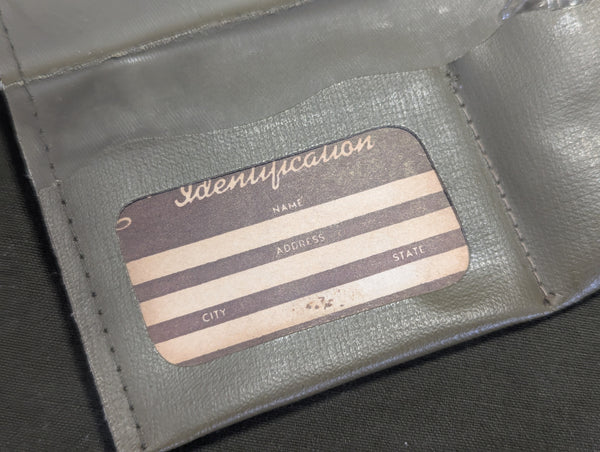 Identification
NAME
ADDRESS
CITY STATE